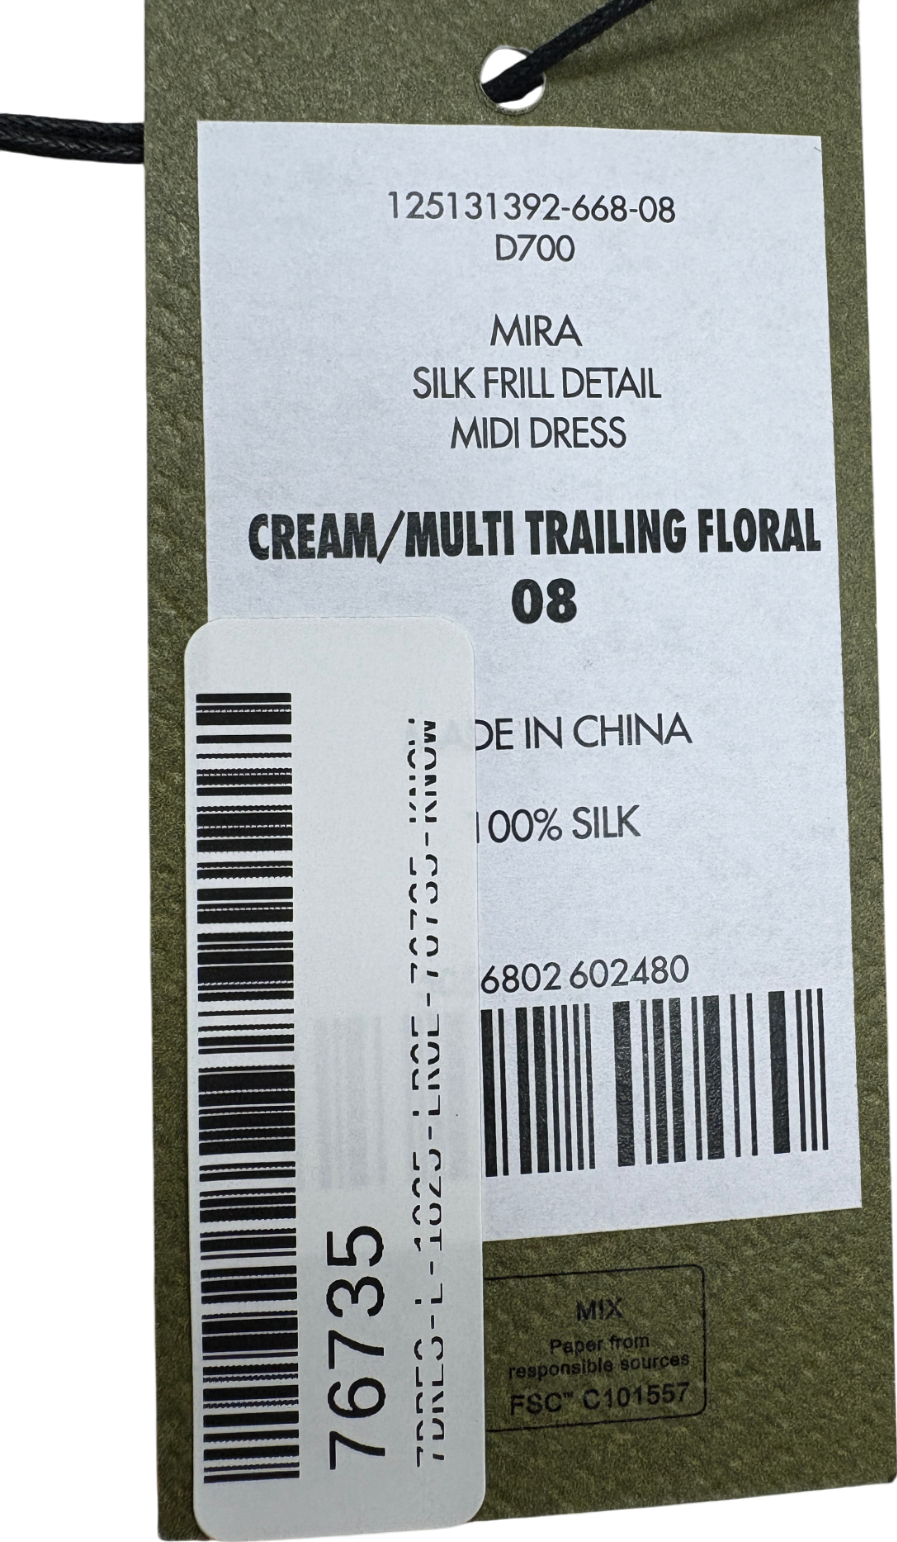 125131392-668-08
D700
MIRA
SILK FRILL DETAIL
MIDI DRESS
CREAM/MULTI TRAILING FLORAL
08
DE IN CHINA
100% SILK
6802 602480
76735
MIX
Paper from
responsible sources
FSC™ C101557